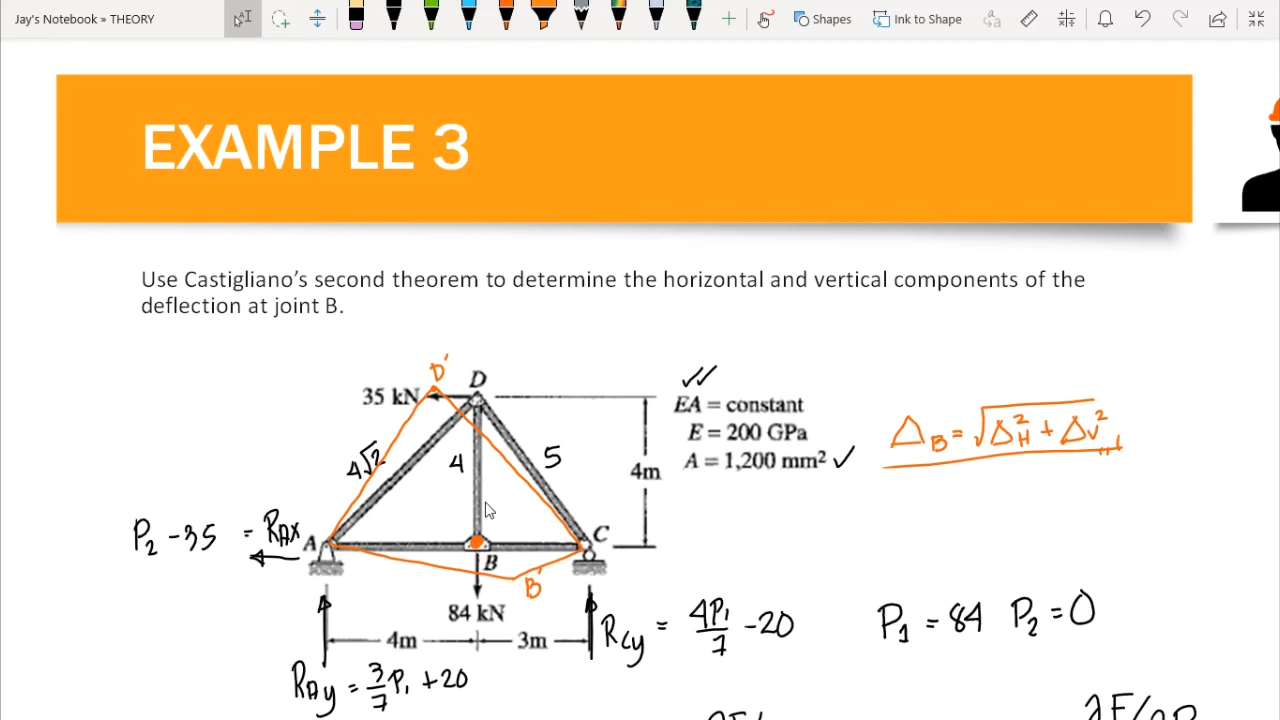 Jay's Notebook » THEORY
Shapes
Ink to Shape
EXAMPLE 3
Use Castigliano's second theorem to determine the horizontal and vertical components of the
deflection at joint B.
D'
D
35 kN
EA = constant
E = 200 GPa
A = 1,200 mm²
Δ_B = √Δ_H² + Δ_V²
4√2
4
5
4m
P₂ - 35 = R_AX
A
C
B
B'
84 kN
4m
3m
R_Cy = 4P₁/7 - 20
P₁ = 84 P₂ = 0
R_Ay = 3/7 P₁ + 20